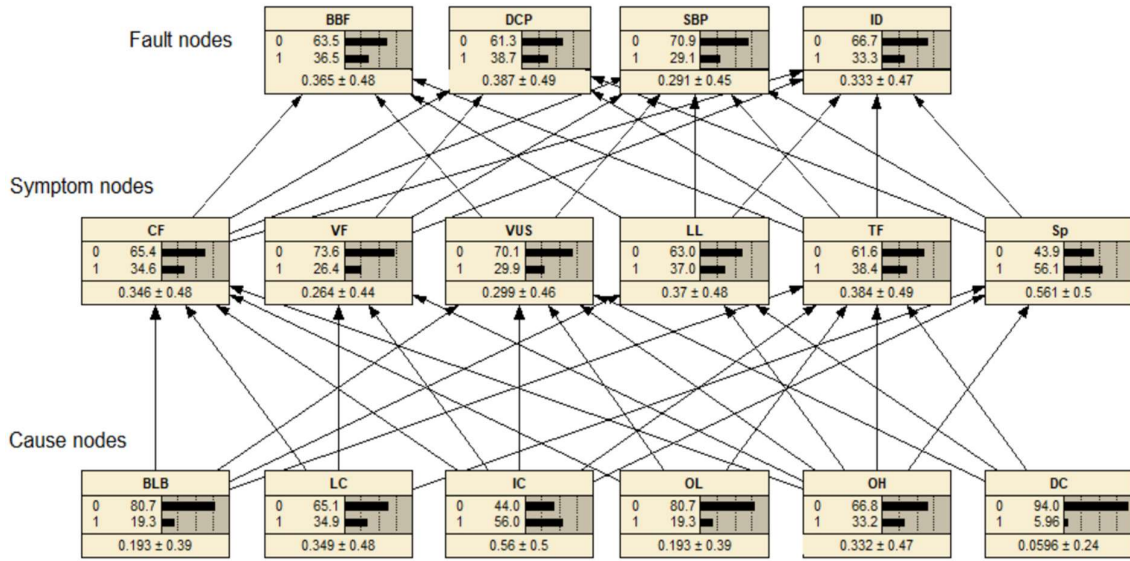 Fault nodes
BBF
0 63.5
1 36.5
0.365 ± 0.48
DCP
0 61.3
1 38.7
0.387 ± 0.49
SBP
0 70.9
1 29.1
0.291 ± 0.45
ID
0 66.7
1 33.3
0.333 ± 0.47
Symptom nodes
CF
0 65.4
1 34.6
0.346 ± 0.48
VF
0 73.6
1 26.4
0.264 ± 0.44
VUS
0 70.1
1 29.9
0.299 ± 0.46
LL
0 63.0
1 37.0
0.37 ± 0.48
TF
0 61.6
1 38.4
0.384 ± 0.49
Sp
0 43.9
1 56.1
0.561 ± 0.5
Cause nodes
BLB
0 80.7
1 19.3
0.193 ± 0.39
LC
0 65.1
1 34.9
0.349 ± 0.48
IC
0 44.0
1 56.0
0.56 ± 0.5
OL
0 80.7
1 19.3
0.193 ± 0.39
OH
0 66.8
1 33.2
0.332 ± 0.47
DC
0 94.0
1 5.96
0.0596 ± 0.24